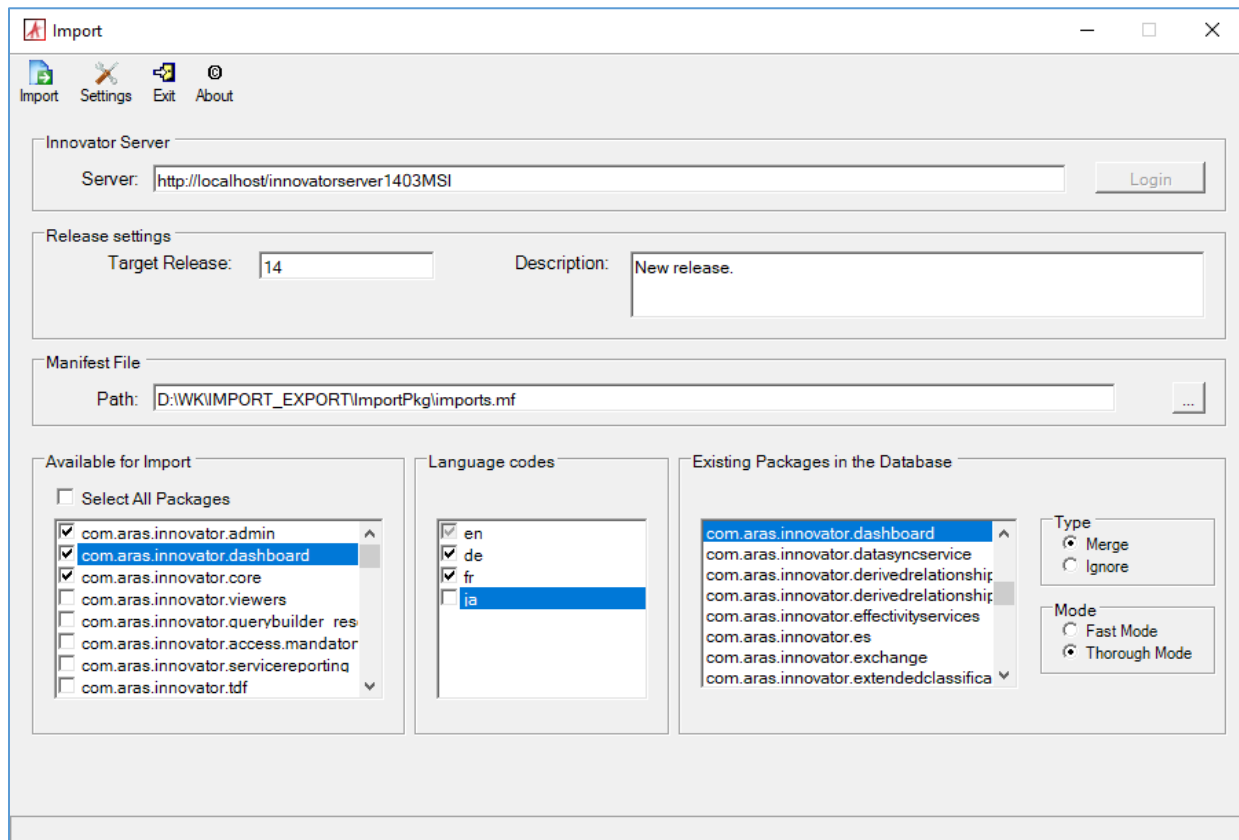 Import
Import Settings Exit About
Innovator Server
Server: http://localhost/innovatorserver1403MSI Login
Release settings
Target Release: 14 Description: New release.
Manifest File
Path: D:\WK\IMPORT_EXPORT\ImportPkg\imports.mf ...
Available for Import
Select All Packages
com.aras.innovator.admin
com.aras.innovator.dashboard
com.aras.innovator.core
com.aras.innovator.viewers
com.aras.innovator.querybuilder_res
com.aras.innovator.access.mandator
com.aras.innovator.servicereporting
com.aras.innovator.tdf
Language codes
en
de
fr
ja
Existing Packages in the Database
com.aras.innovator.dashboard
com.aras.innovator.datasyncservice
com.aras.innovator.derivedrelationship
com.aras.innovator.derivedrelationship
com.aras.innovator.effectivityservices
com.aras.innovator.es
com.aras.innovator.exchange
com.aras.innovator.extendedclassifica
Type
Merge
Ignore
Mode
Fast Mode
Thorough Mode